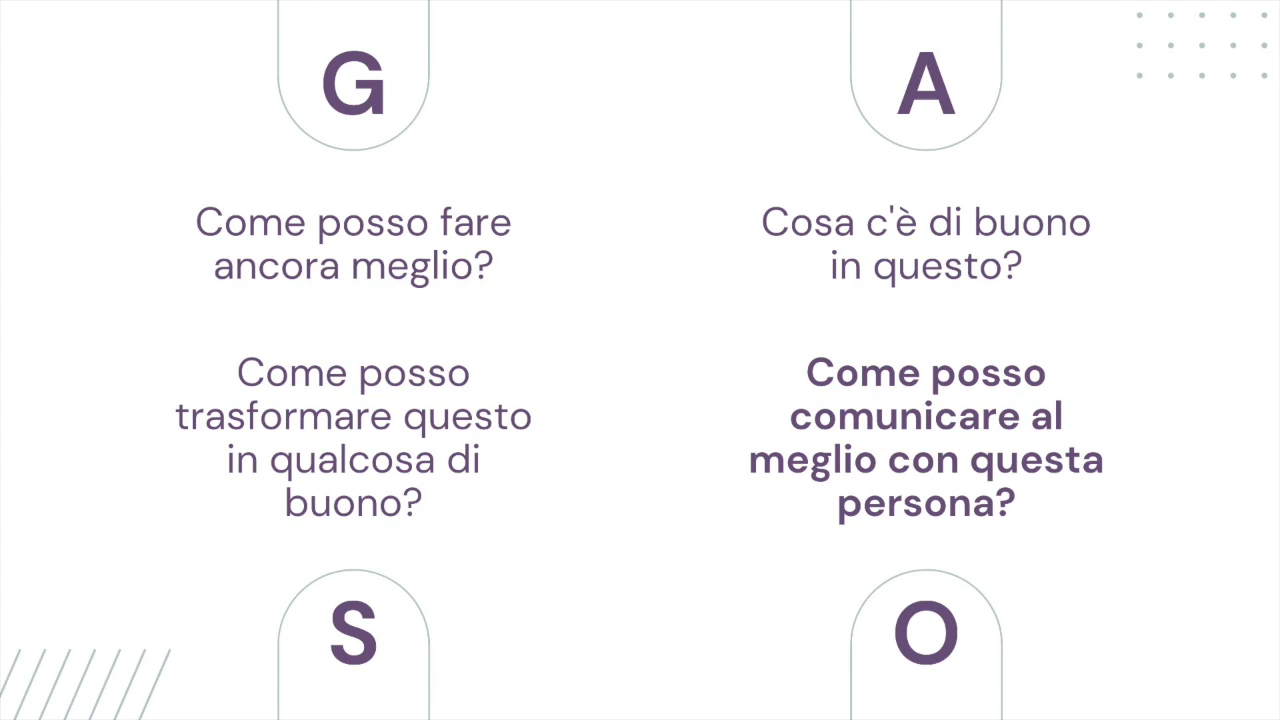 G
Come posso fare
ancora meglio?
A
Cosa c'è di buono
in questo?
Come posso
trasformare questo
in qualcosa di
buono?
S
Come posso
comunicare al
meglio con questa
persona?
O